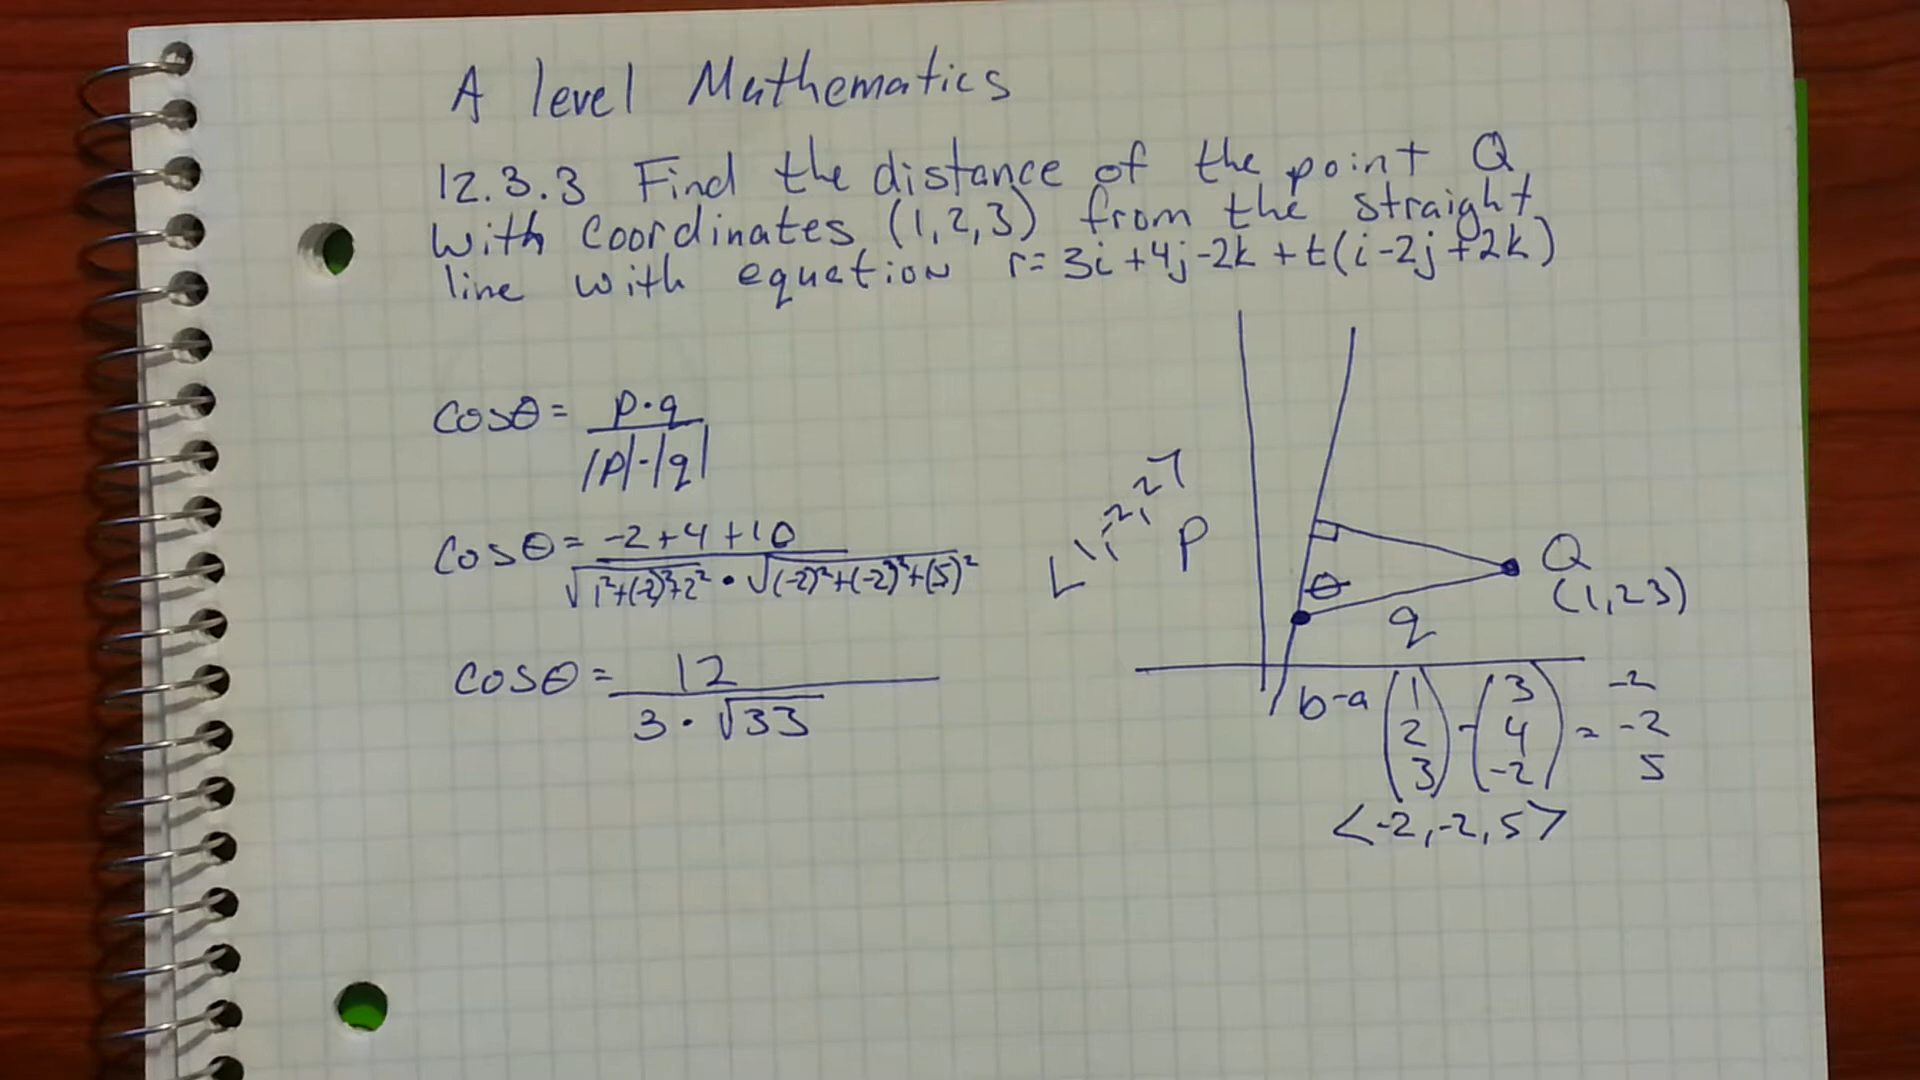 A level Mathematics
12.3.3 Find the distance of the point Q
with coordinates (1,2,3) from the straight
line with equation r=3i+4j-2k+t(i-2j+2k)
cosθ= p·q / |p|·|q|
cosθ= -2+4+10 / √1²+(-2)²+2² · √(-2)²+(-2)²+(5)²
cosθ= 12 / 3·√33
<1,-2,2>
p
θ
q
Q
(1,23)
b-a (1 2 3) - (3 4 -2) = -2 -2 5
<-2,-2,5>